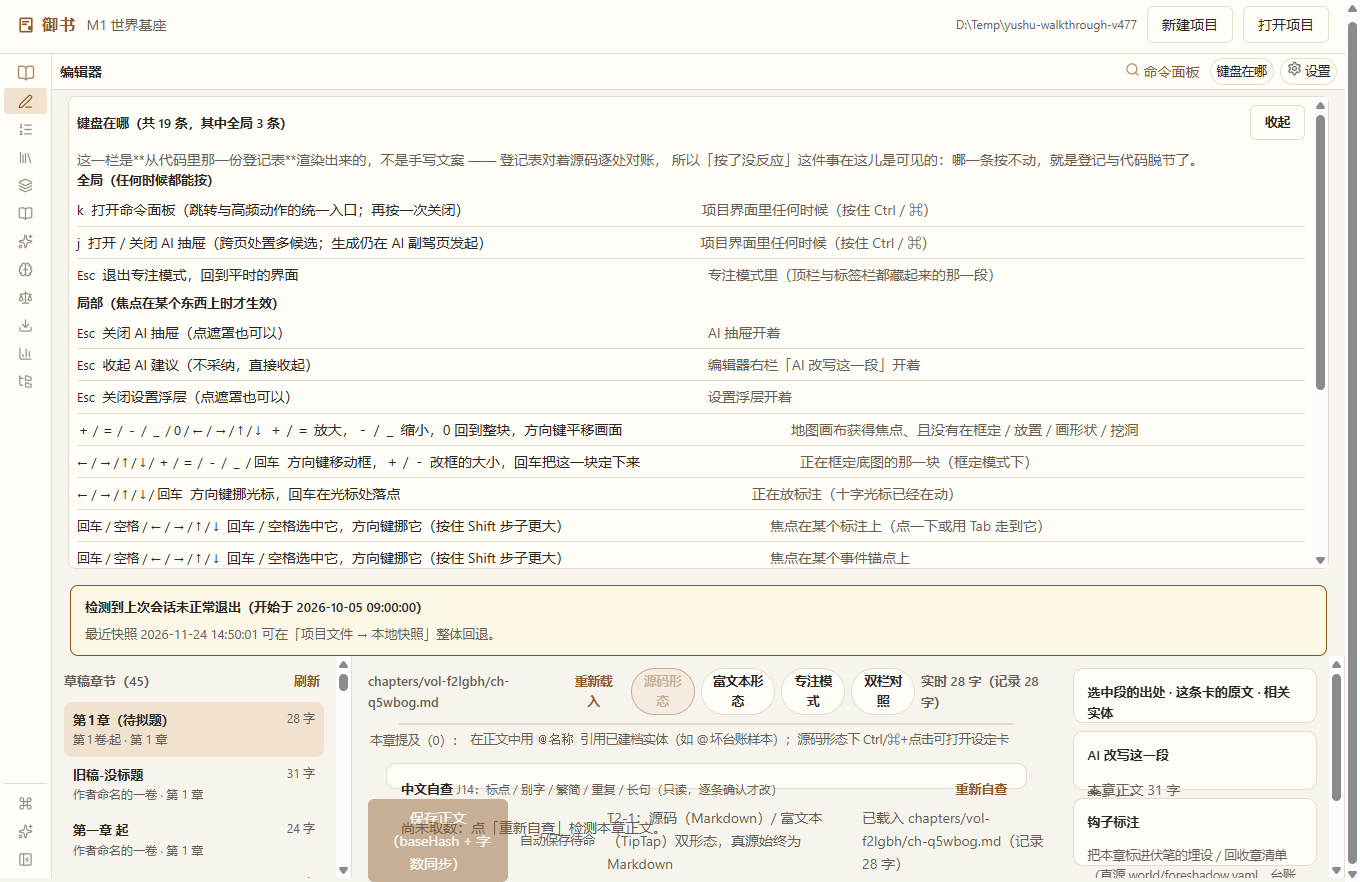 御书 M1 世界基座 D:\Temp\yushu-walkthrough-v477 新建项目 打开项目
编辑器 命令面板 键盘在哪 设置
键盘在哪（共 19 条，其中全局 3 条） 收起
这一栏是**从代码里那一份登记表**渲染出来的，不是手写文案 —— 登记表对着源码逐处对账， 所以「按了没反应」这件事在这儿是可见的：哪一条按不动，就是登记与代码脱节了。
全局（任何时候都能按）
k 打开命令面板（跳转与高频动作的统一入口；再按一次关闭） 项目界面里任何时候（按住 Ctrl / ⌘）
j 打开 / 关闭 AI 抽屉（跨页处置多候选；生成仍在 AI 副驾页发起） 项目界面里任何时候（按住 Ctrl / ⌘）
Esc 退出专注模式，回到平时的界面 专注模式里（顶栏与标签栏都藏起来的那一段）
局部（焦点在某个东西上时才生效）
Esc 关闭 AI 抽屉（点遮罩也可以） AI 抽屉开着
Esc 收起 AI 建议（不采纳，直接收起） 编辑器右栏「AI 改写这一段」开着
Esc 关闭设置浮层（点遮罩也可以） 设置浮层开着
+ / = / - / _ / 0 / ← / → / ↑ / ↓ + / = 放大， - / _ 缩小，0 回到整块，方向键平移画面 地图画布获得焦点、且没有在框定 / 放置 / 画形状 / 挖洞
← / → / ↑ / ↓ / + / = / - / _ / 回车 方向键移动框， + / - 改框的大小，回车把这一块定下来 正在框定底图的那一块（框定模式下）
← / → / ↑ / ↓ / 回车 方向键挪光标，回车在光标处落点 正在放标注（十字光标已经在动）
回车 / 空格 / ← / → / ↑ / ↓ 回车 / 空格选中它，方向键挪它（按住 Shift 步子更大） 焦点在某个标注上（点一下或用 Tab 走到它）
回车 / 空格 / ← / → / ↑ / ↓ 回车 / 空格选中它，方向键挪它（按住 Shift 步子更大） 焦点在某个事件锚点上
检测到上次会话未正常退出（开始于 2026-10-05 09:00:00）
最近快照 2026-11-24 14:50:01 可在「项目文件 → 本地快照」整体回退。
草稿章节（45） 刷新
第1章（待拟题） 28 字
第1卷·起 · 第 1 章
旧稿-没标题 31 字
作者命名的一卷 · 第 1 章
第一章 起 24 字
作者命名的一卷 · 第 1 章
chapters/vol-f2lgbh/ch-
q5wbog.md
重新载
入
源码形
态
富文本形
态
专注模
式
双栏对
照
实时 28 字（记录 28
字）
本章提及（0）： 在正文中用 @名称 引用已建档实体（如 @坏台账样本）；源码形态下 Ctrl/⌘+点击可打开设定卡
中文自查 J14：标点 / 别字 / 繁简 / 重复 / 长句（只读，逐条确认才改） 重新自查
尚未取数：点「重新自查」检测本章正文。
保存正文
（baseHash + 字
数同步）
自动保存待命
T2-1：源码（Markdown）/ 富文本
（TipTap）双形态，真源始终为
Markdown
已载入 chapters/vol-
f2lgbh/ch-q5wbog.md（记录
28 字）
选中段的出处 · 这条卡的原文 · 相关
实体
AI 改写这一段
本章正文 31 字
钩子标注
把本章标进伏笔的埋设 / 回收章清单
（真源 world/foreshadow.yaml，台账